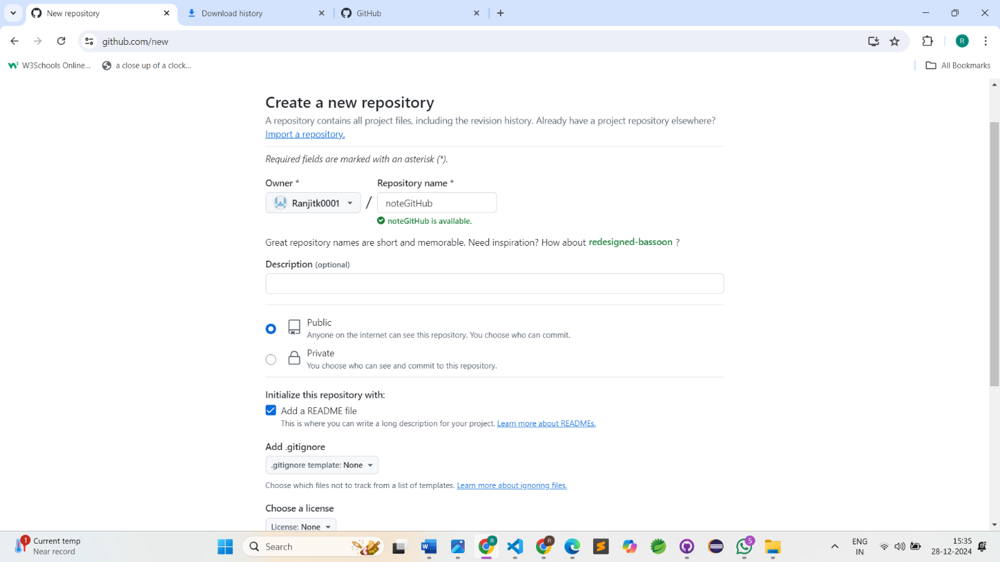 New repository
Download history
GitHub
github.com/new
R
W3Schools Online...
a close up of a clock...
All Bookmarks
Create a new repository
A repository contains all project files, including the revision history. Already have a project repository elsewhere?
Import a repository.
Required fields are marked with an asterisk (*).
Owner *
Repository name *
Ranjitk0001
/
noteGitHub
noteGitHub is available.
Great repository names are short and memorable. Need inspiration? How about redesigned-bassoon ?
Description (optional)
Public
Anyone on the internet can see this repository. You choose who can commit.
Private
You choose who can see and commit to this repository.
Initialize this repository with:
Add a README file
This is where you can write a long description for your project. Learn more about READMEs.
Add .gitignore
.gitignore template: None
Choose which files not to track from a list of templates. Learn more about ignoring files.
Choose a license
License: None
1
Current temp
Near record
Search
R
R
5
ENG
IN
15:35
28-12-2024